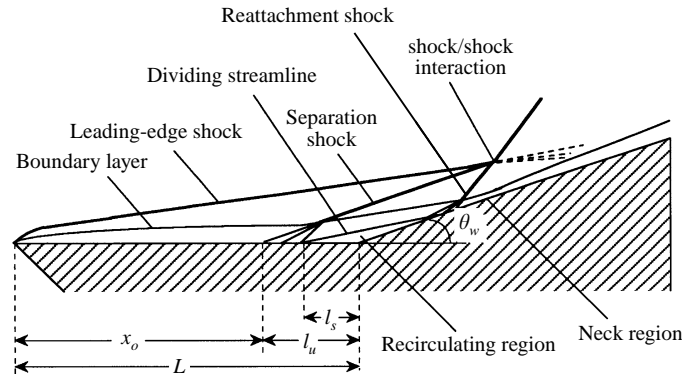 Reattachment shock
shock/shock
interaction
Dividing streamline
Separation
shock
Leading-edge shock
Boundary layer
θw
ls
xo
lu
Recirculating region
Neck region
L